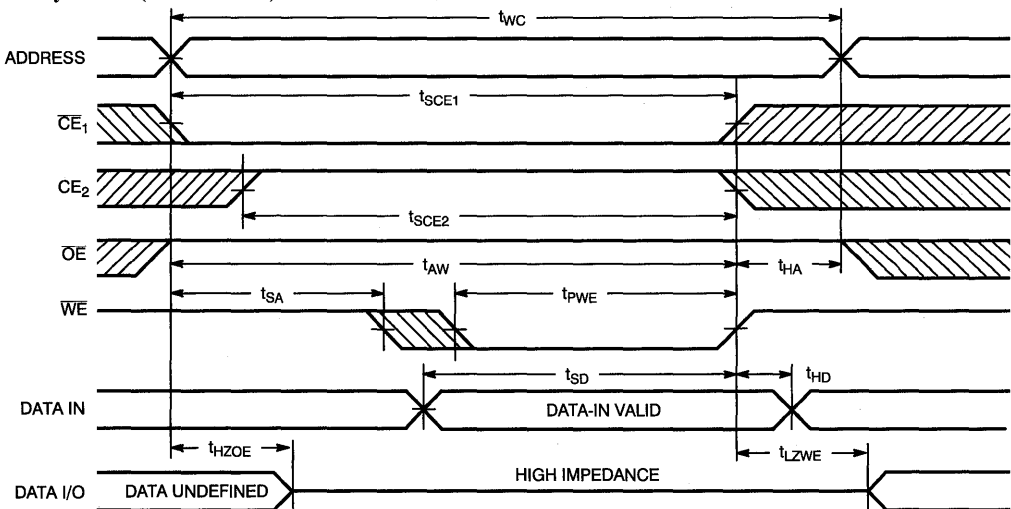 tWC
ADDRESS
tSCE1
CE1
CE2
tSCE2
OE
tAW
tHA
tSA
tPWE
WE
tSD
tHD
DATA IN
DATA-IN VALID
tHZOE
tLZWE
HIGH IMPEDANCE
DATA I/O
DATA UNDEFINED